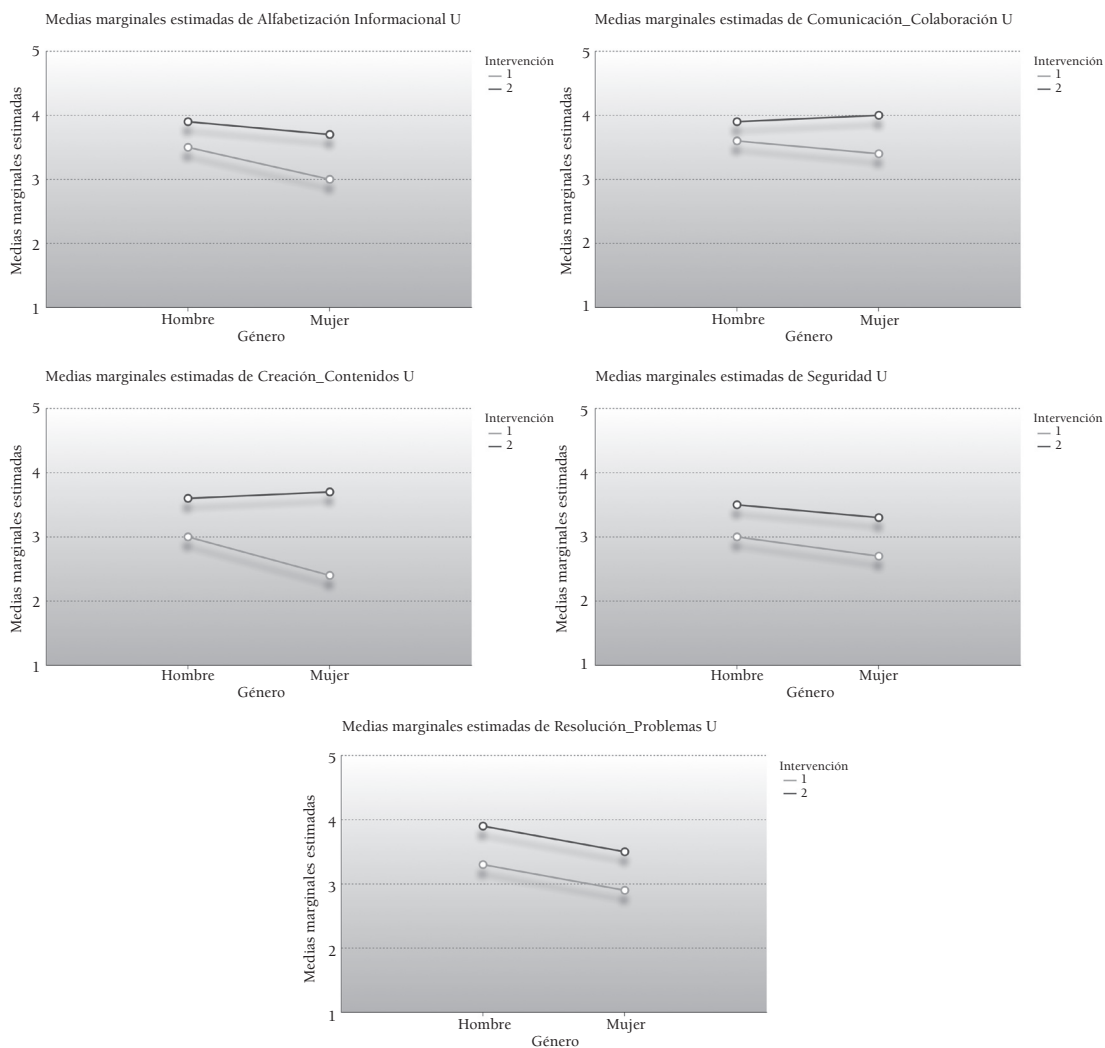 Medias marginales estimadas de Alfabetización Informacional U
Medias marginales estimadas
5
4
3
2
1
Hombre
Mujer
Género
Intervención
1
2
Medias marginales estimadas de Comunicación_Colaboración U
Medias marginales estimadas
5
4
3
2
1
Hombre
Mujer
Género
Intervención
1
2
Medias marginales estimadas de Creación_Contenidos U
Medias marginales estimadas
5
4
3
2
1
Hombre
Mujer
Género
Intervención
1
2
Medias marginales estimadas de Seguridad U
Medias marginales estimadas
5
4
3
2
1
Hombre
Mujer
Género
Intervención
1
2
Medias marginales estimadas de Resolución_Problemas U
Medias marginales estimadas
5
4
3
2
1
Hombre
Mujer
Género
Intervención
1
2